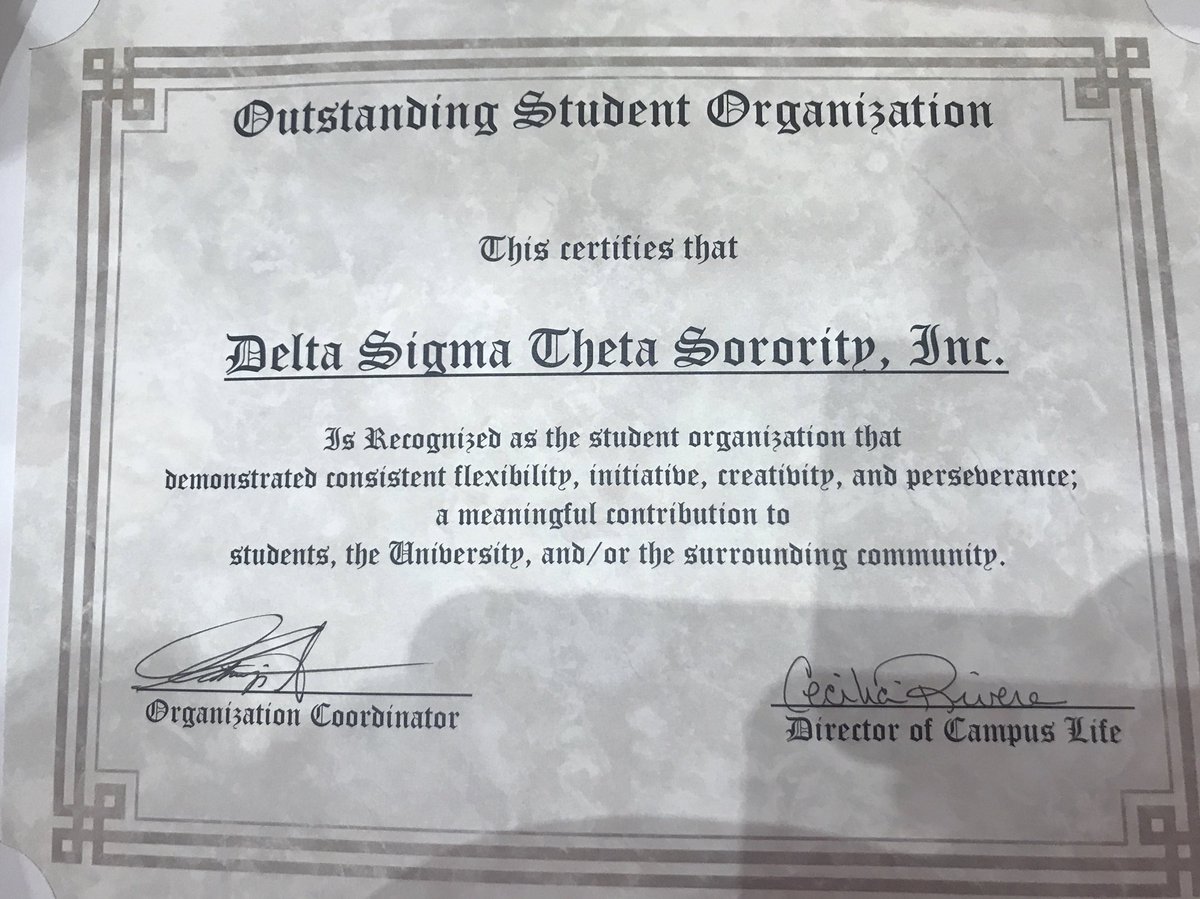 Outstanding Student Organization
This certifies that
Delta Sigma Theta Sorority, Inc.
Is Recognized as the student organization that
demonstrated consistent flexibility, initiative, creativity, and perseverance;
a meaningful contribution to
students, the University, and/or the surrounding community.
Cecilia Rivera
Organization Coordinator
Director of Campus Life